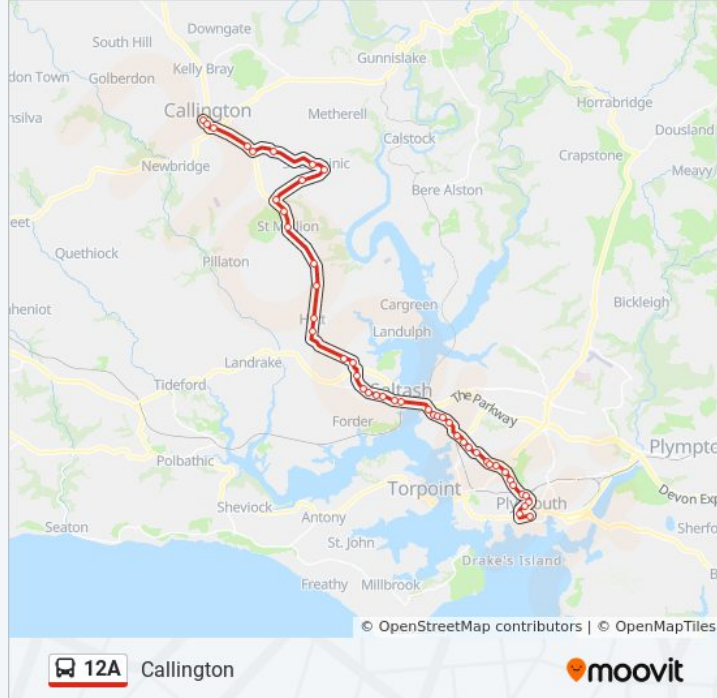 Downgate
South Hill
Gunnislake
Kelly Bray
don Town
Golberdon
Horrabridge
Callington
Metherell
nsilva
Dousland
Calstock
Crapstone
inic
Meavy
Newbridge
Bere Alston
eet
St M llon
Quethiock
Pillaton
Cargreen
Bickleigh
heniot
H t
Landulph
Landrake
Tideford
Saltash
The Parkway
Forder
Plympto
Polbathic
Torpoint
Devon Exp
Plymouth
Sheviock
Antony
Sherfo
Seaton
St. John
Drake's Island
B
Freathy
Millbrook
© OpenStreetMap contributors | © OpenMapTiles
12A Callington
moovit